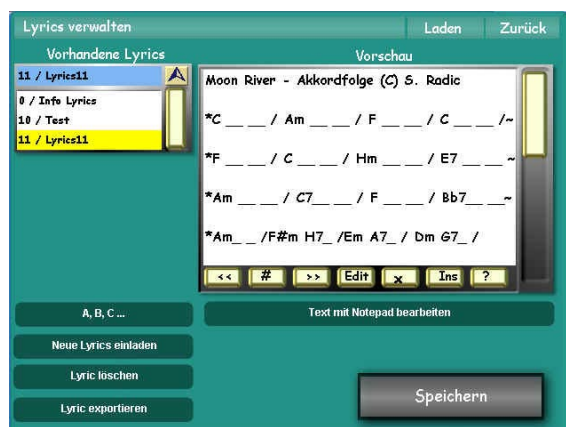 Lyrics verwalten
Laden
Zurück
Vorhandene Lyrics
11 / Lyrics11
0 / Info Lyrics
10 / Test
11 / Lyrics11
Vorschau
Moon River - Akkordfolge (C) S. Radic
*C __ __ / Am __ __ / F __ __ / C __ __ /~
*F __ __ / C __ __ / Hm __ __ / E7 __ __ ~
*Am __ __ / C7__ __ / F __ __ / Bb7__ __~
*Am_ _ /F#m H7_ /Em A7_ / Dm G7_ /
<< # >> Edit x Ins ?
A, B, C ...
Text mit Notepad bearbeiten
Neue Lyrics einladen
Lyric löschen
Lyric exportieren
Speichern